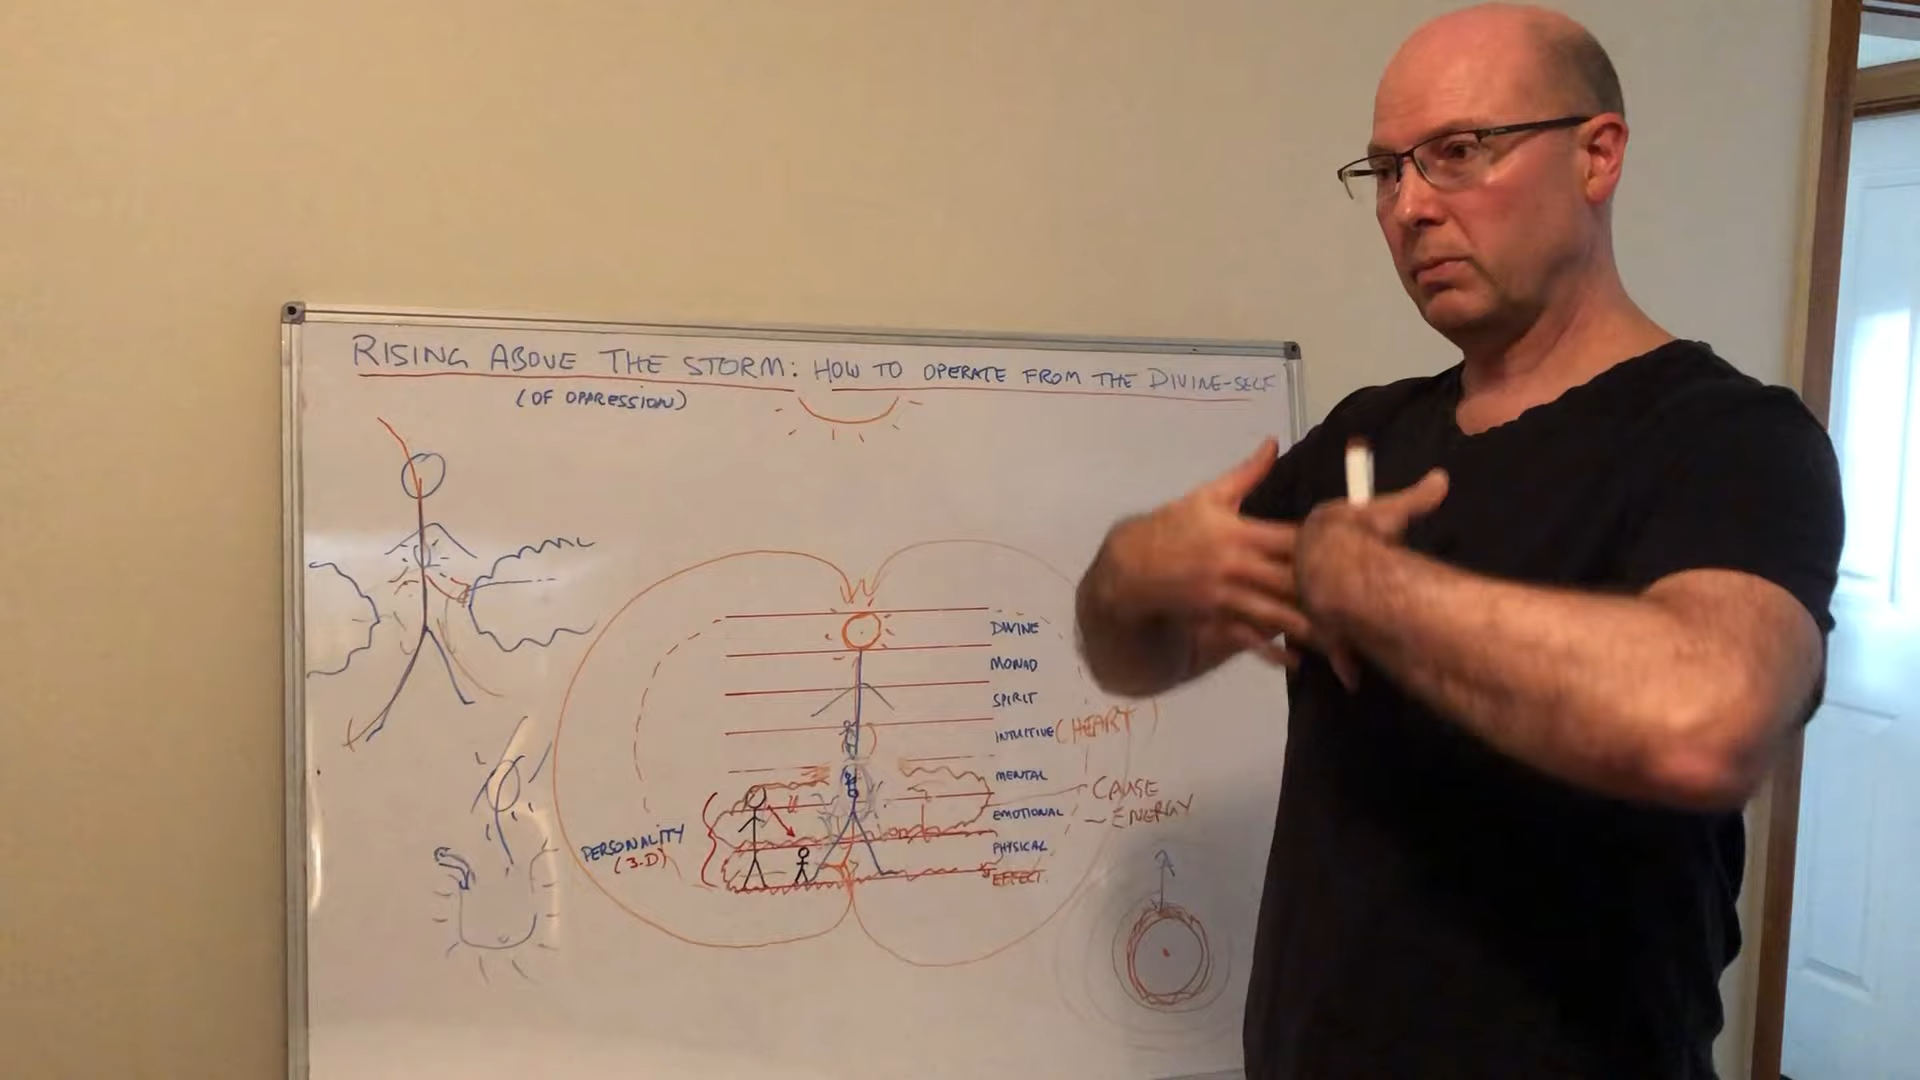 RISING ABOVE THE STORM: HOW TO OPERATE FROM THE DIVINE-SELF
(OF OPPRESSION)
DIVINE
MONAD
SPIRIT
INTUITIVE (HEART)
MENTAL
CAUSE
EMOTIONAL
- ENERGY
PERSONALITY
(3-D)
PHYSICAL
EFFECT